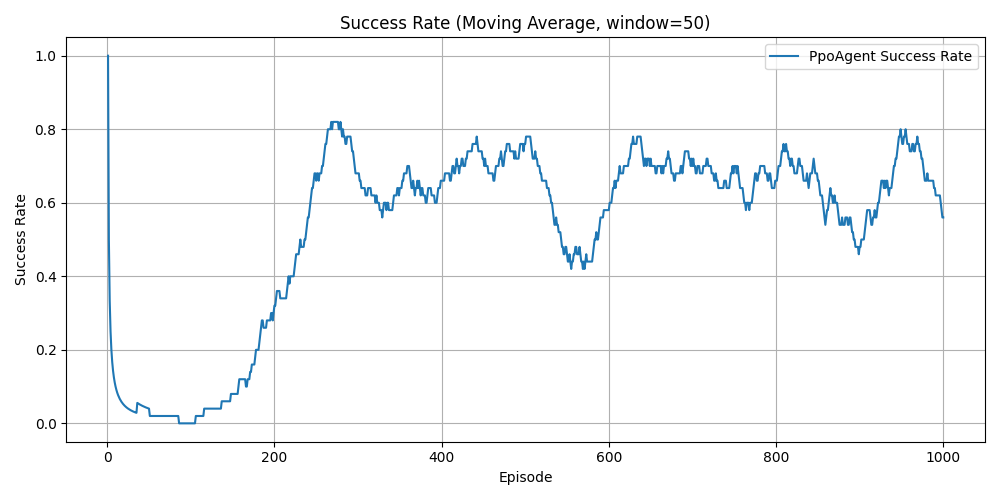 Success Rate (Moving Average, window=50)
PpoAgent Success Rate
Success Rate
1.0
0.8
0.6
0.4
0.2
0.0
0 200 400 600 800 1000
Episode